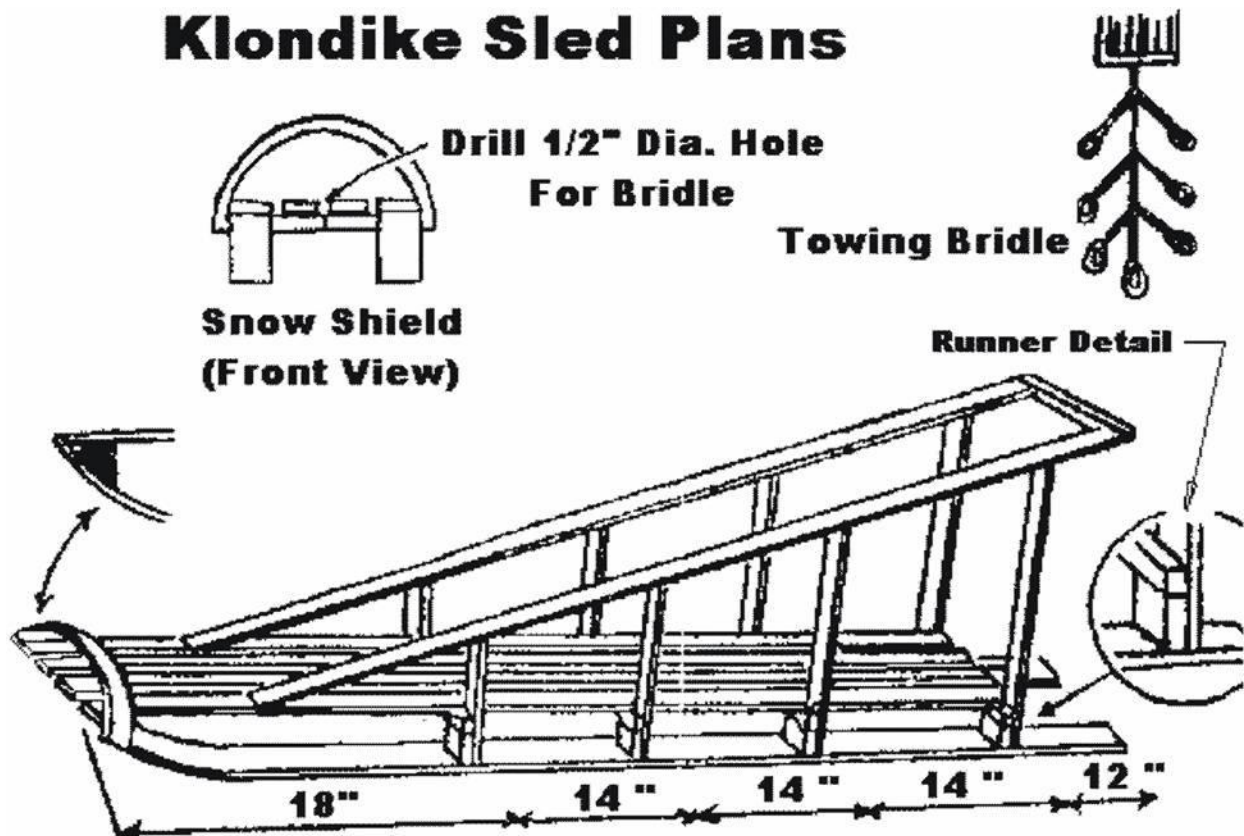 Klondike Sled Plans
Drill 1/2" Dia. Hole
For Bridle
Towing Bridle
Snow Shield
(Front View)
Runner Detail
18"
14 "
14 "
14 "
12 "